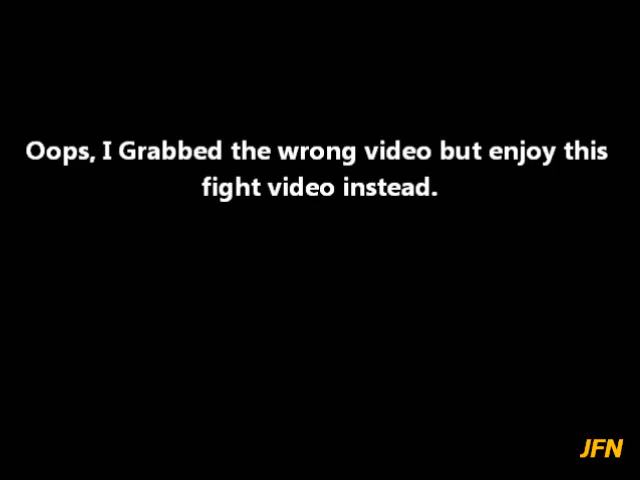 Oops, I Grabbed the wrong video but enjoy this
fight video instead.
JFN